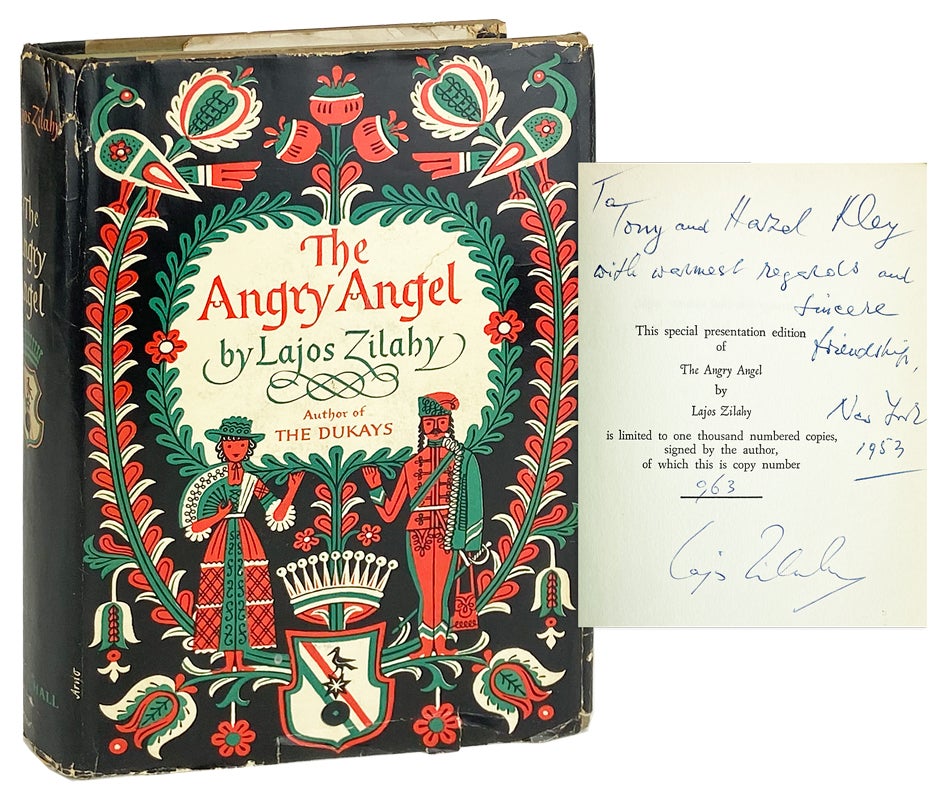 Lajos Zilahy
The
Angry
Angel
HALL
The
Angry Angel
by Lajos Zilahy
Author of
THE DUKAYS
Arno
To
Tony and Hazel Kley
with warmest regards and
sincere
friendship,
New York
1953
This special presentation edition
of
The Angry Angel
by
Lajos Zilahy
is limited to one thousand numbered copies,
signed by the author,
of which this is copy number
963
Lajos Zilahy